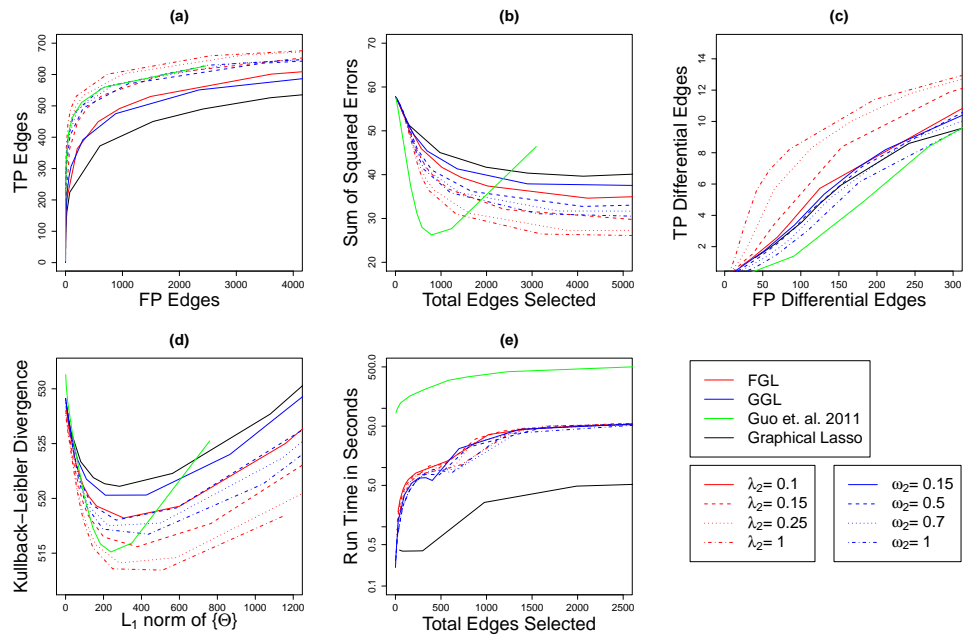 (a)
TP Edges
700
600
500
400
300
200
100
0
0 1000 2000 3000 4000
FP Edges
(b)
Sum of Squared Errors
70
60
50
40
30
20
0 1000 2000 3000 4000 5000
Total Edges Selected
(c)
TP Differential Edges
14
12
10
8
6
4
2
0 50 100 150 200 250 300
FP Differential Edges
(d)
Kullback−Leibler Divergence
530
525
520
515
0 200 400 600 800 1200
L₁ norm of {Θ}
(e)
Run Time in Seconds
500.0
50.0
5.0
0.5
0.1
0 500 1000 1500 2000 2500
Total Edges Selected
FGL
GGL
Guo et. al. 2011
Graphical Lasso
λ₂= 0.1
λ₂= 0.15
λ₂= 0.25
λ₂= 1
ω₂= 0.15
ω₂= 0.5
ω₂= 0.7
ω₂= 1